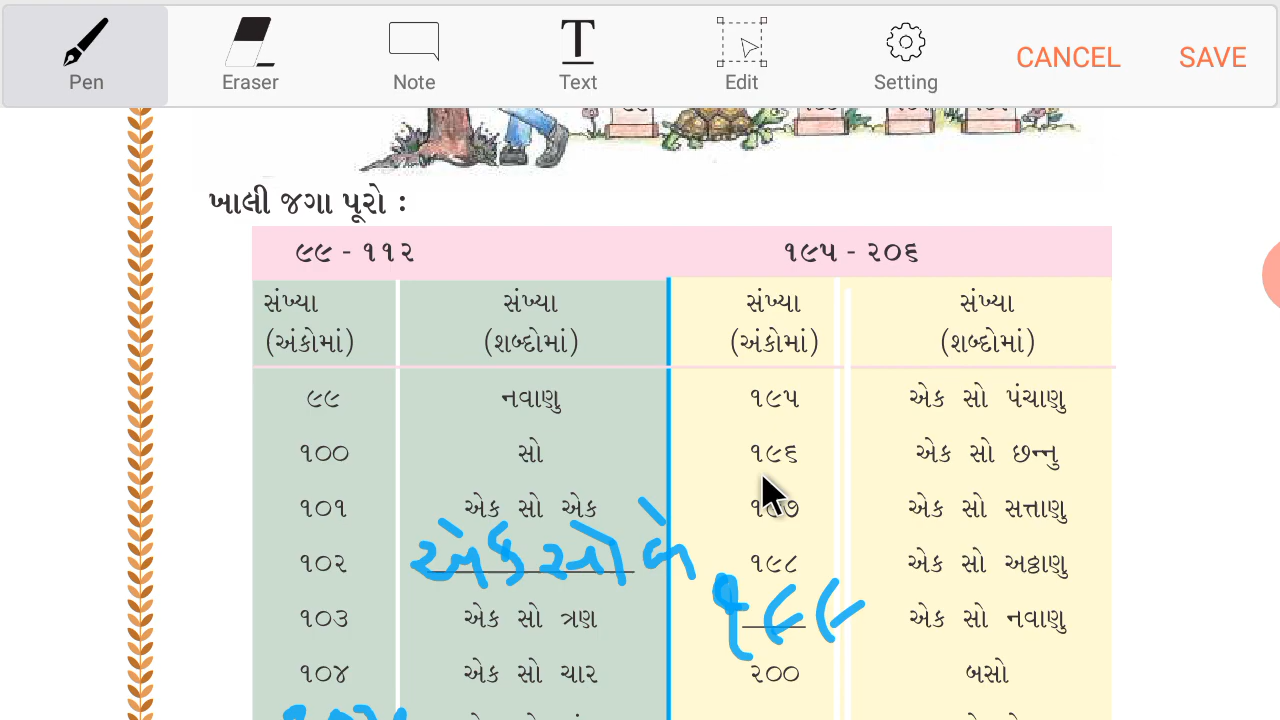 Pen Eraser Note Text Edit Setting CANCEL SAVE
ખાલી જગા પૂરો :
૯૯ - ૧૧૨ ૧૯૫ - ૨૦૬
સંખ્યા સંખ્યા સંખ્યા સંખ્યા
(અંકોમાં) (શબ્દોમાં) (અંકોમાં) (શબ્દોમાં)
૯૯ નવાણુ ૧૯૫ એક સો પંચાણુ
૧૦૦ સો ૧૯૬ એક સો છન્નુ
૧૦૧ એક સો એક ૧૯૭ એક સો સત્તાણુ
૧૦૨ એક સો બે ૧૯૮ એક સો અઠ્ઠાણુ
૧૦૩ એક સો ત્રણ ૧૯૯ એક સો નવાણુ
૧૦૪ એક સો ચાર ૨૦૦ બસો